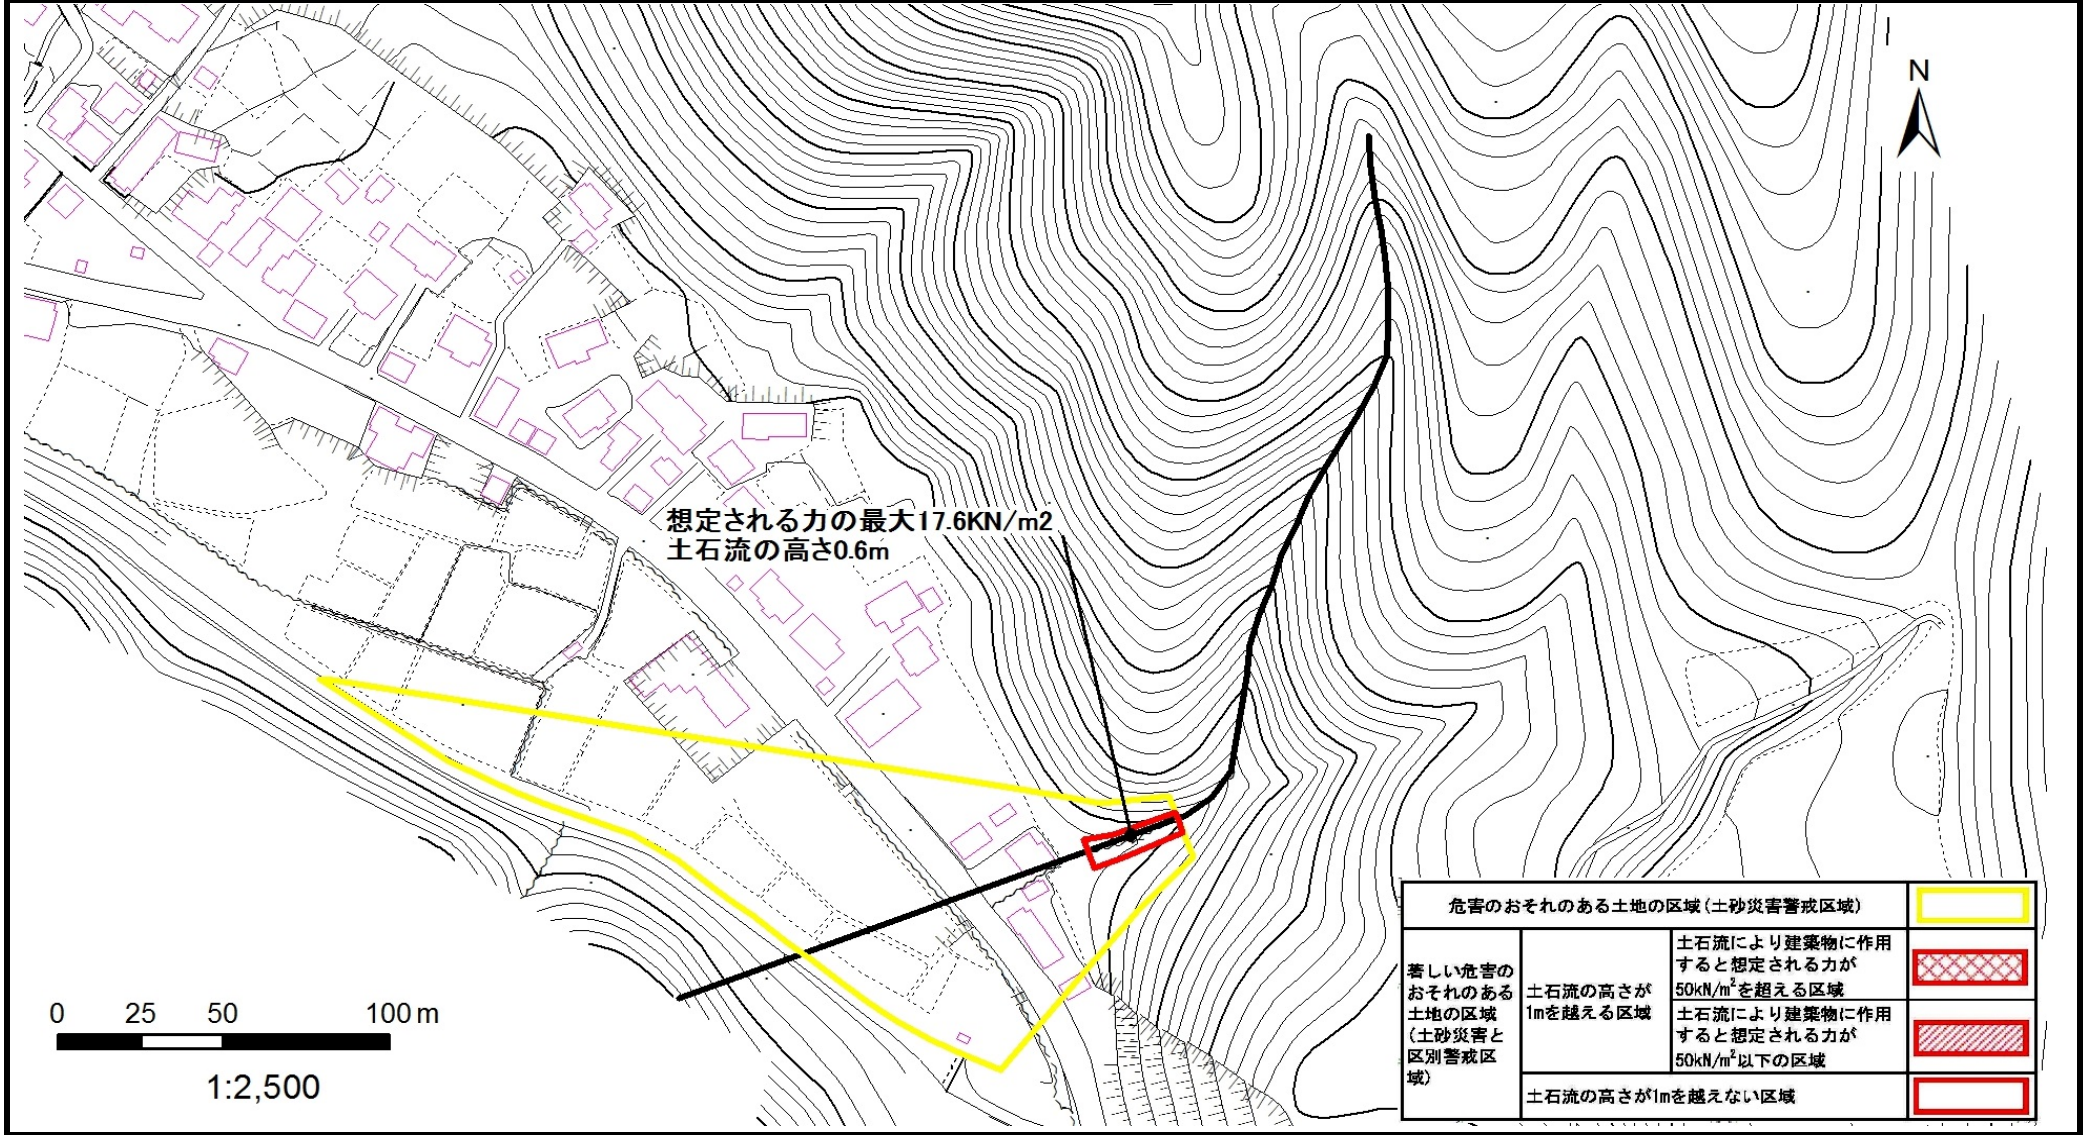 N
想定される力の最大17.6KN/m2
土石流の高さ0.6m
0 25 50 100 m
1:2,500
危害のおそれのある土地の区域(土砂災害警戒区域)
著しい危害の
おそれのある
土地の区域
(土砂災害と
区別警戒区
域)
土石流の高さが
1mを越える区域
土石流により建築物に作用
すると想定される力が
50kN/m²を超える区域
土石流により建築物に作用
すると想定される力が
50kN/m²以下の区域
土石流の高さが1mを越えない区域